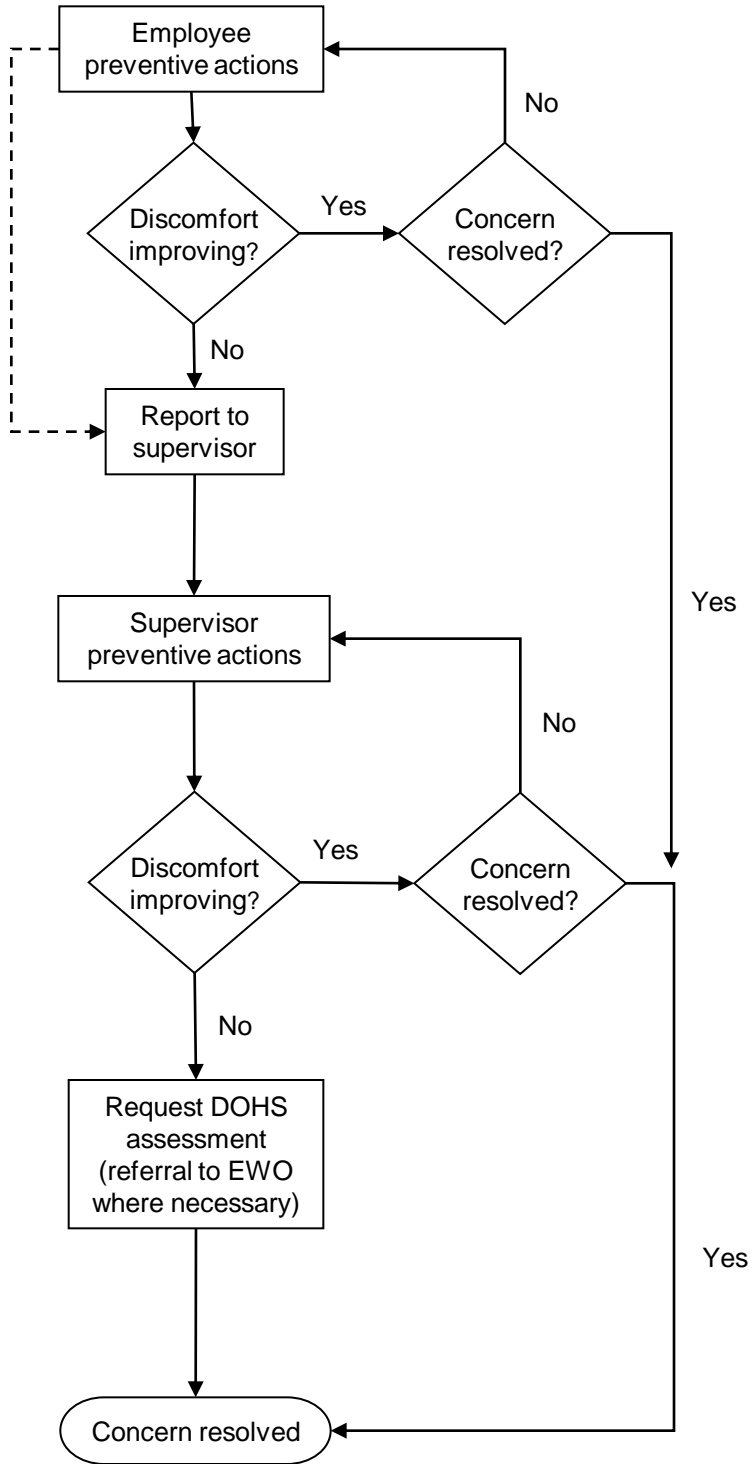 Employee
preventive actions
No
Discomfort
improving?
Yes
Concern
resolved?
No
Report to
supervisor
Yes
Supervisor
preventive actions
No
Discomfort
improving?
Yes
Concern
resolved?
No
Request DOHS
assessment
(referral to EWO
where necessary)
Yes
Concern resolved